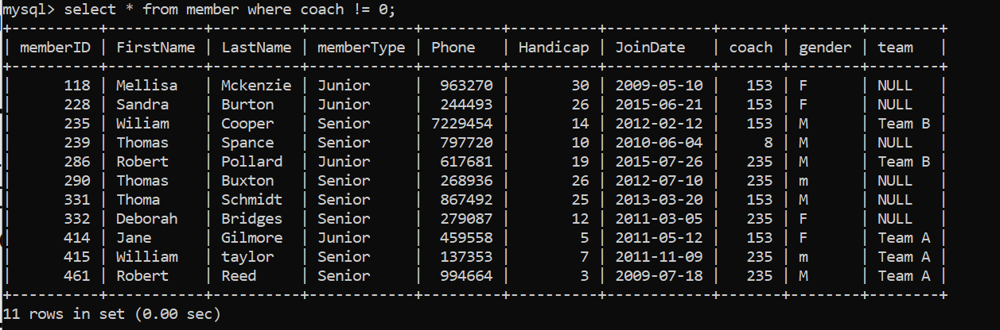 mysql> select * from member where coach != 0;
+----------+-----------+----------+------------+---------+----------+------------+-------+--------+--------+
| memberID | FirstName | LastName | memberType | Phone   | Handicap | JoinDate   | coach | gender | team   |
+----------+-----------+----------+------------+---------+----------+------------+-------+--------+--------+
|      118 | Mellisa   | Mckenzie | Junior     |  963270 |       30 | 2009-05-10 |   153 | F      | NULL   |
|      228 | Sandra    | Burton   | Junior     |  244493 |       26 | 2015-06-21 |   153 | F      | NULL   |
|      235 | Wiliam    | Cooper   | Senior     | 7229454 |       14 | 2012-02-12 |   153 | M      | Team B |
|      239 | Thomas    | Spance   | Senior     |  797720 |       10 | 2010-06-04 |     8 | M      | NULL   |
|      286 | Robert    | Pollard  | Junior     |  617681 |       19 | 2015-07-26 |   235 | M      | Team B |
|      290 | Thomas    | Buxton   | Senior     |  268936 |       26 | 2012-07-10 |   235 | m      | NULL   |
|      331 | Thoma     | Schmidt  | Senior     |  867492 |       25 | 2013-03-20 |   153 | M      | NULL   |
|      332 | Deborah   | Bridges  | Senior     |  279087 |       12 | 2011-03-05 |   235 | F      | NULL   |
|      414 | Jane      | Gilmore  | Junior     |  459558 |        5 | 2011-05-12 |   153 | F      | Team A |
|      415 | William   | taylor   | Senior     |  137353 |        7 | 2011-11-09 |   235 | m      | Team A |
|      461 | Robert    | Reed     | Senior     |  994664 |        3 | 2009-07-18 |   235 | M      | Team A |
+----------+-----------+----------+------------+---------+----------+------------+-------+--------+--------+
11 rows in set (0.00 sec)